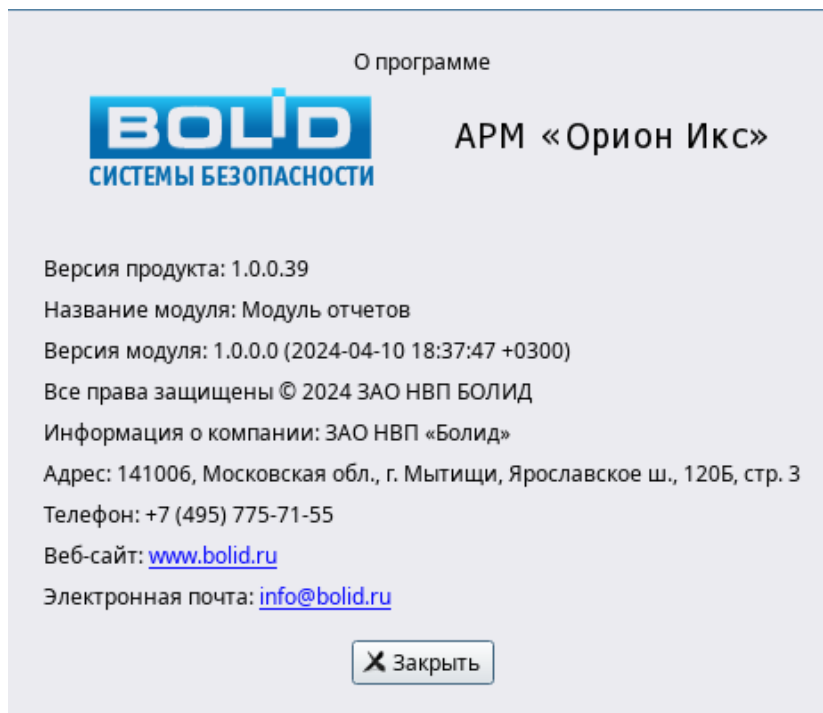 О программе
BOLID
СИСТЕМЫ БЕЗОПАСНОСТИ
АРМ «Орион Икс»
Версия продукта: 1.0.0.39
Название модуля: Модуль отчетов
Версия модуля: 1.0.0.0 (2024-04-10 18:37:47 +0300)
Все права защищены © 2024 ЗАО НВП БОЛИД
Информация о компании: ЗАО НВП «Болид»
Адрес: 141006, Московская обл., г. Мытищи, Ярославское ш., 120Б, стр. 3
Телефон: +7 (495) 775-71-55
Веб-сайт: www.bolid.ru
Электронная почта: info@bolid.ru
Закрыть